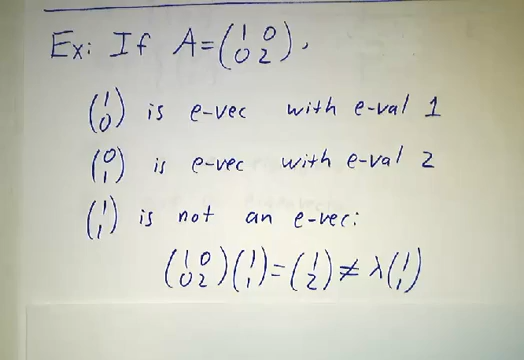 Ex: If A = (1 0
0 2),
(1
0) is e-vec with e-val 1
(0
1) is e-vec with e-val 2
(1
1) is not an e-vec:
(1 0
0 2)(1
1) = (1
2) ≠ λ(1
1)